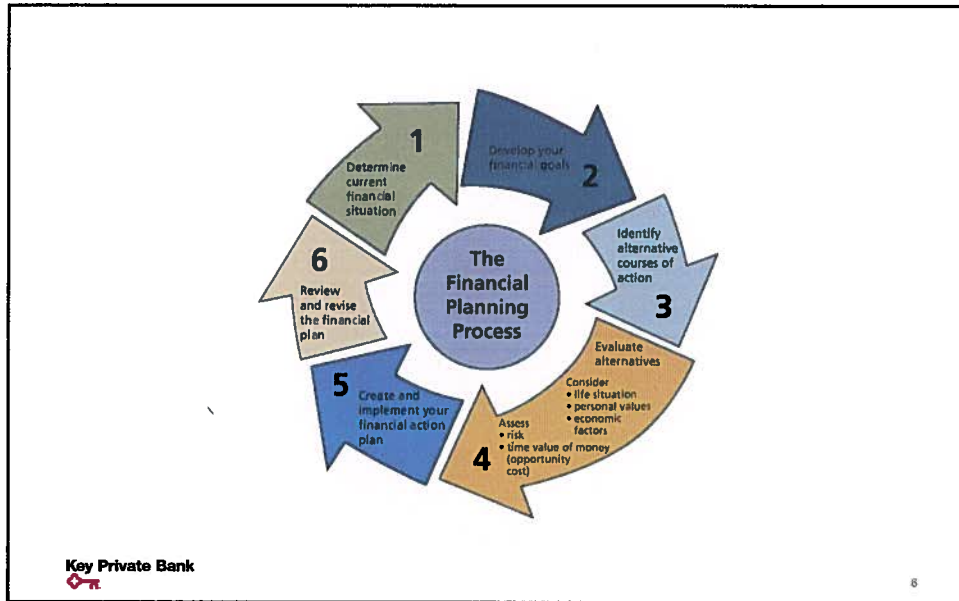 The
Financial
Planning
Process
1
Determine
current
financial
situation
Develop your
financial goals
2
Identify
alternative
courses of
action
3
Evaluate
alternatives
Consider
• life situation
• personal values
• economic
factors
Assess
• risk
• time value of money
(opportunity
cost)
4
5
Create and
implement your
financial action
plan
6
Review
and revise
the financial
plan
Key Private Bank
6